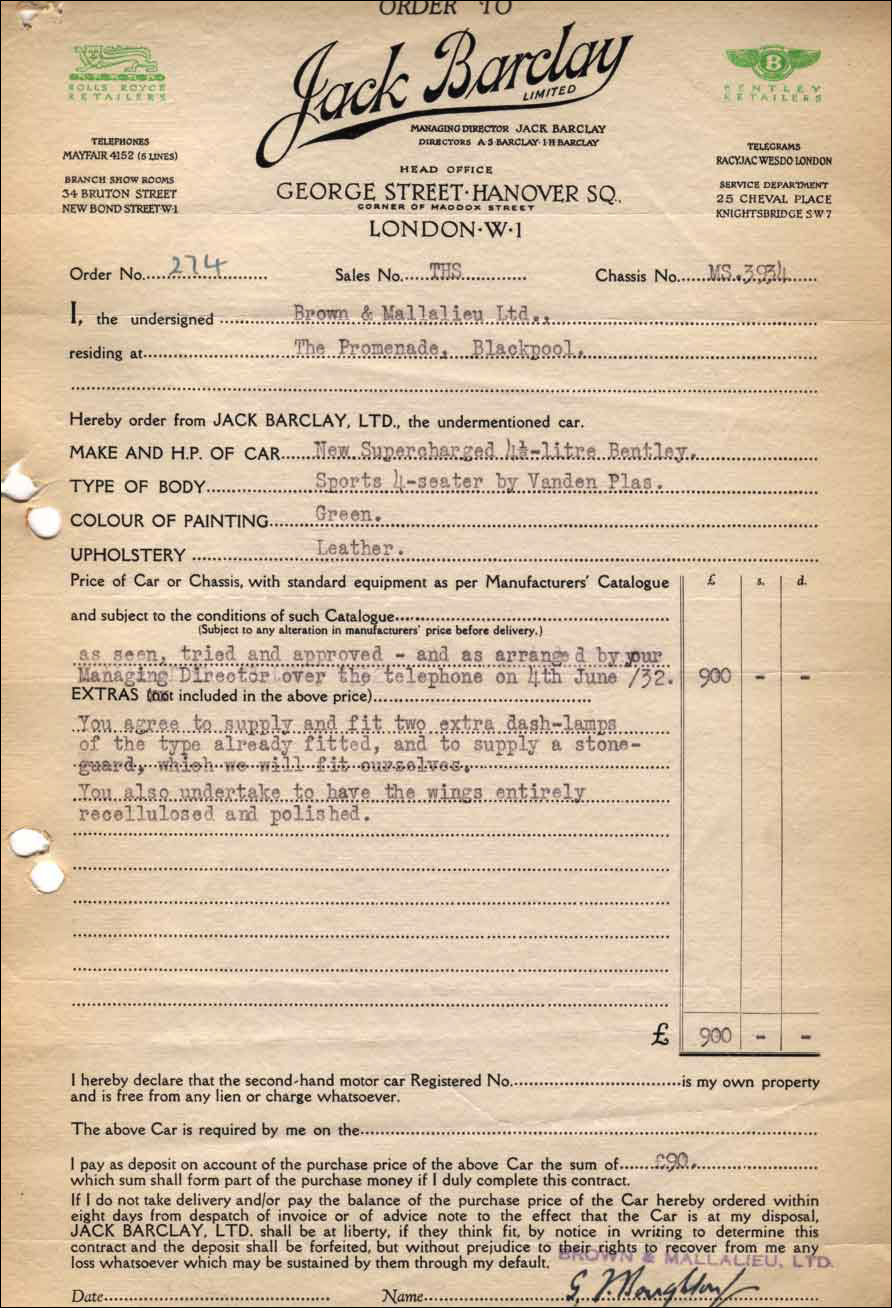 ORDER TO
Jack Barclay
LIMITED
ROLLS ROYCE
RETAILERS
B
BENTLEY
RETAILERS
MANAGING DIRECTOR JACK BARCLAY
DIRECTORS A·S·BARCLAY·I·H·BARCLAY
TELEPHONES
MAYFAIR 4152 (5 LINES)
BRANCH SHOW ROOMS
34 BRUTON STREET
NEW BOND STREET W·1
HEAD OFFICE
GEORGE STREET·HANOVER SQ.,
CORNER OF MADDOX STREET
LONDON·W·1
TELEGRAMS
RACYJAC WESDO LONDON
SERVICE DEPARTMENT
25 CHEVAL PLACE
KNIGHTSBRIDGE S W 7
Order No. 274 Sales No. THS Chassis No. MS.3934
I, the undersigned Brown & Mallalieu Ltd.,
residing at The Promenade, Blackpool.
Hereby order from JACK BARCLAY, LTD., the undermentioned car.
MAKE AND H.P. OF CAR New Supercharged 4½-litre Bentley.
TYPE OF BODY Sports 4-seater by Vanden Plas.
COLOUR OF PAINTING Green.
UPHOLSTERY Leather.
Price of Car or Chassis, with standard equipment as per Manufacturers' Catalogue £ s. d.
and subject to the conditions of such Catalogue
(Subject to any alteration in manufacturers' price before delivery.)
as seen, tried and approved - and as arranged by your
Managing Director over the telephone on 4th June /32. 900 - -
EXTRAS (not included in the above price)
You agree to supply and fit two extra dash-lamps
of the type already fitted, and to supply a stone-
guard, which we will fit ourselves.
You also undertake to have the wings entirely
recellulosed and polished.
£ 900 - -
I hereby declare that the second-hand motor car Registered No. is my own property
and is free from any lien or charge whatsoever.
The above Car is required by me on the
I pay as deposit on account of the purchase price of the above Car the sum of £90.
which sum shall form part of the purchase money if I duly complete this contract.
If I do not take delivery and/or pay the balance of the purchase price of the Car hereby ordered within
eight days from despatch of invoice or of advice note to the effect that the Car is at my disposal,
JACK BARCLAY, LTD. shall be at liberty, if they think fit, by notice in writing to determine this
contract and the deposit shall be forfeited, but without prejudice to their rights to recover from me any
loss whatsoever which may be sustained by them through my default.
BROWN & MALLALIEU, LTD.
Date Name